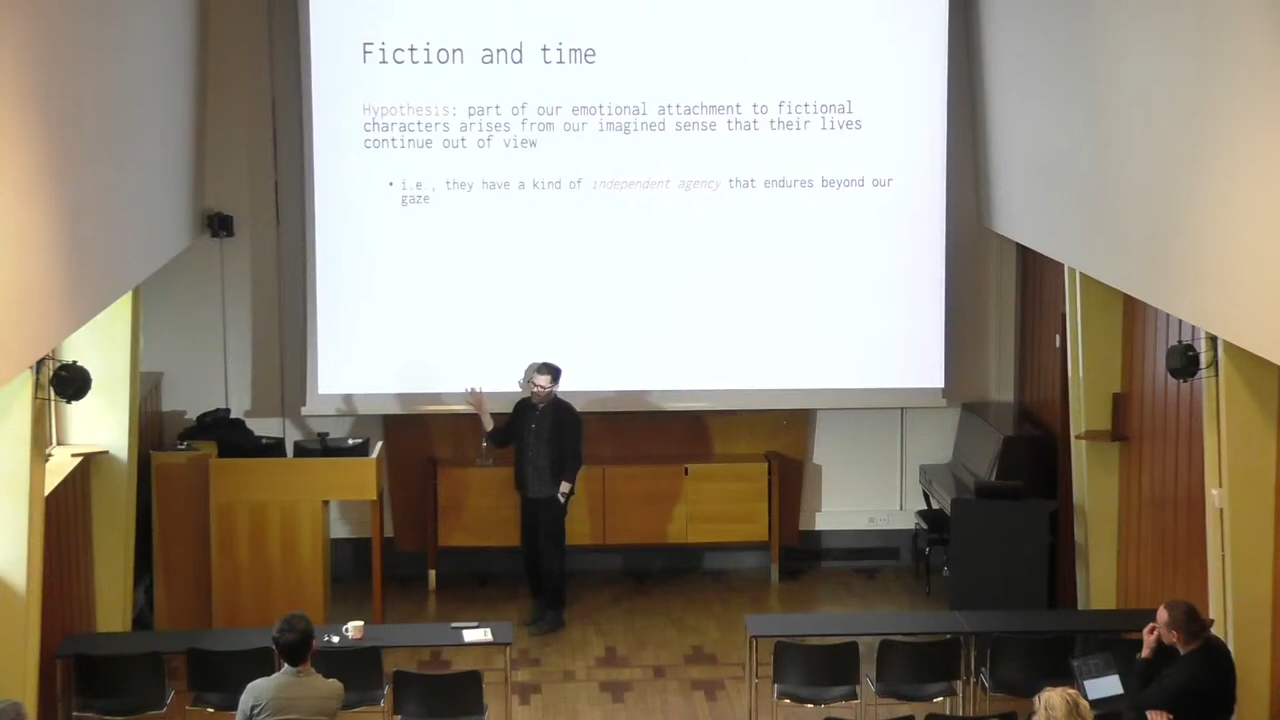 Fiction and time
Hypothesis: part of our emotional attachment to fictional
characters arises from our imagined sense that their lives
continue out of view
• i.e., they have a kind of independent agency that endures beyond our
gaze